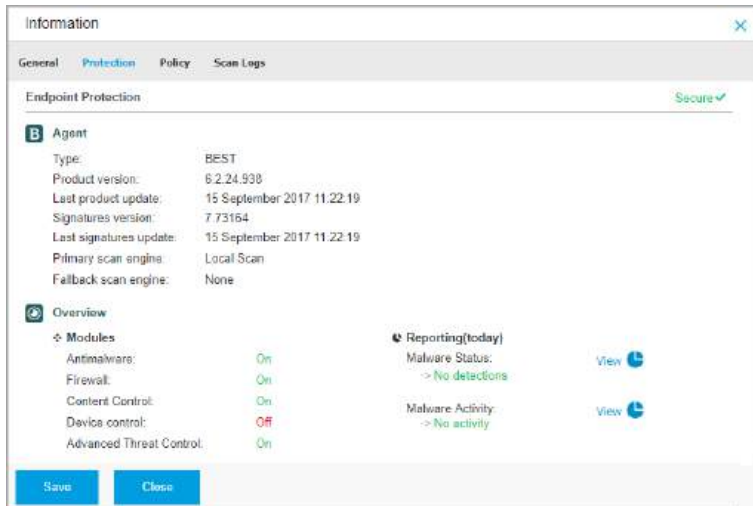 Information
General Protection Policy Scan Logs
Endpoint Protection Secure
B Agent
Type: BEST
Product version: 6.2.24.938
Last product update: 15 September 2017 11:22:19
Signatures version: 7.73164
Last signatures update: 15 September 2017 11:22:19
Primary scan engine: Local Scan
Fallback scan engine: None
Overview
Modules
Antimalware: On
Firewall: On
Content Control: On
Device control: Off
Advanced Threat Control: On
Reporting(today)
Malware Status: View
-> No detections
Malware Activity: View
-> No activity
Save Close